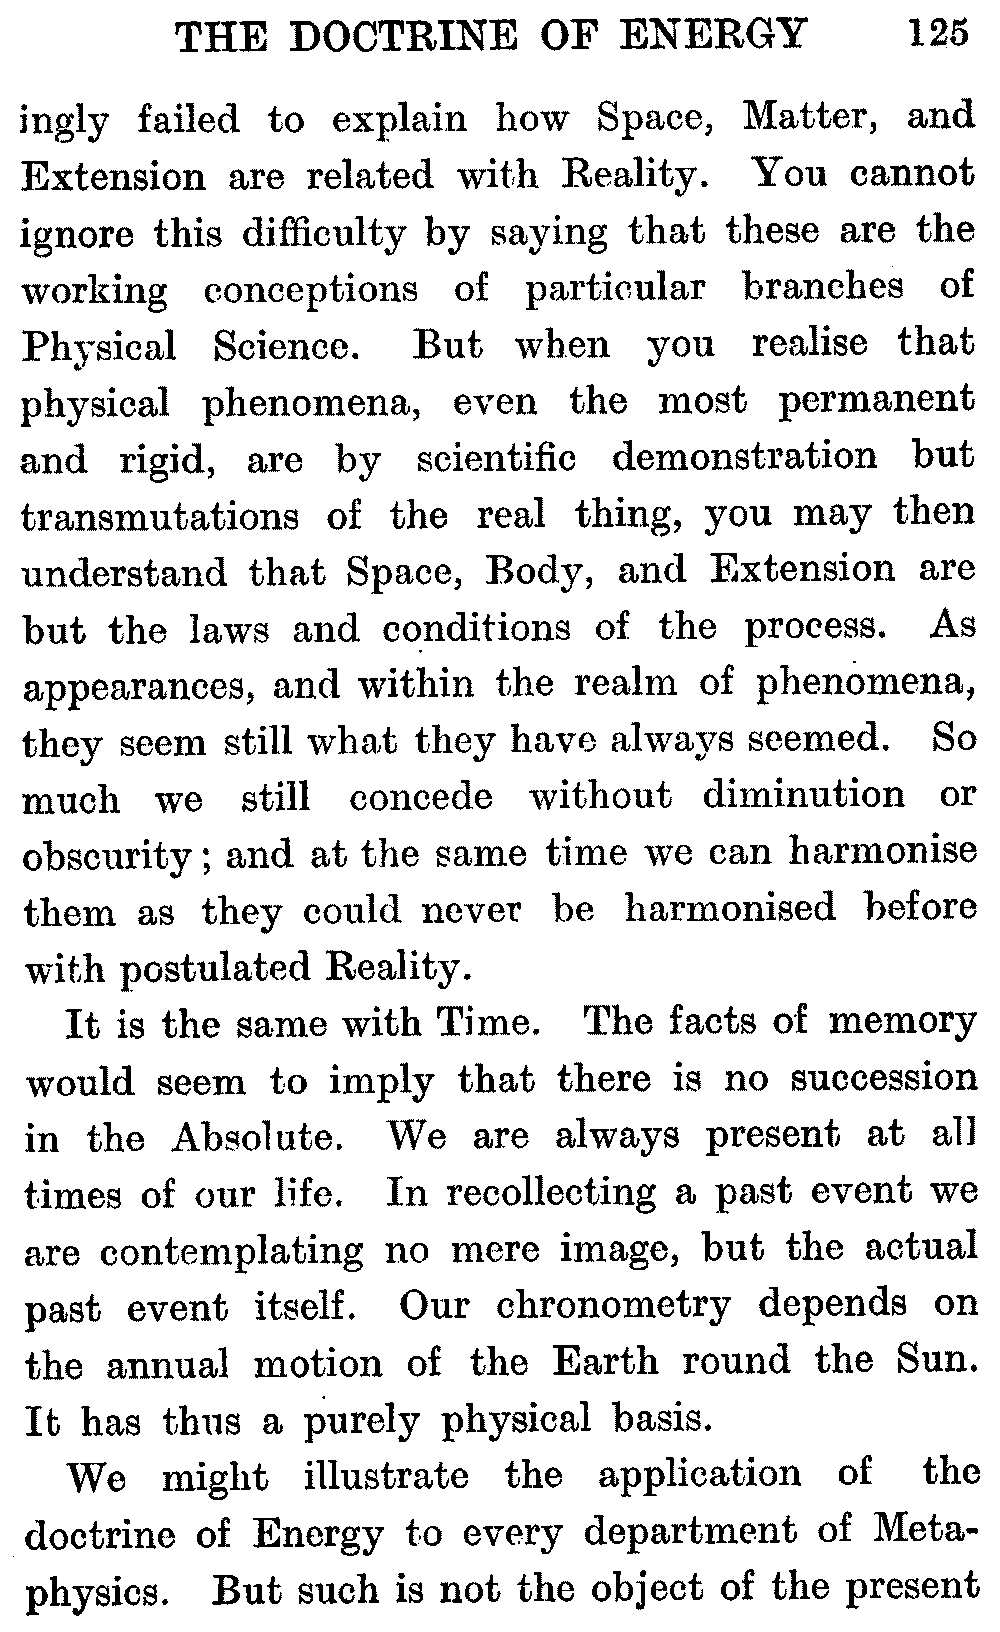 THE DOCTRINE OF ENERGY 125
ingly failed to explain how Space, Matter, and
Extension are related with Reality. You cannot
ignore this difficulty by saying that these are the
working conceptions of particular branches of
Physical Science. But when you realise that
physical phenomena, even the most permanent
and rigid, are by scientific demonstration but
transmutations of the real thing, you may then
understand that Space, Body, and Extension are
but the laws and conditions of the process. As
appearances, and within the realm of phenomena,
they seem still what they have always seemed. So
much we still concede without diminution or
obscurity; and at the same time we can harmonise
them as they could never be harmonised before
with postulated Reality.
It is the same with Time. The facts of memory
would seem to imply that there is no succession
in the Absolute. We are always present at all
times of our life. In recollecting a past event we
are contemplating no mere image, but the actual
past event itself. Our chronometry depends on
the annual motion of the Earth round the Sun.
It has thus a purely physical basis.
We might illustrate the application of the
doctrine of Energy to every department of Meta-
physics. But such is not the object of the present